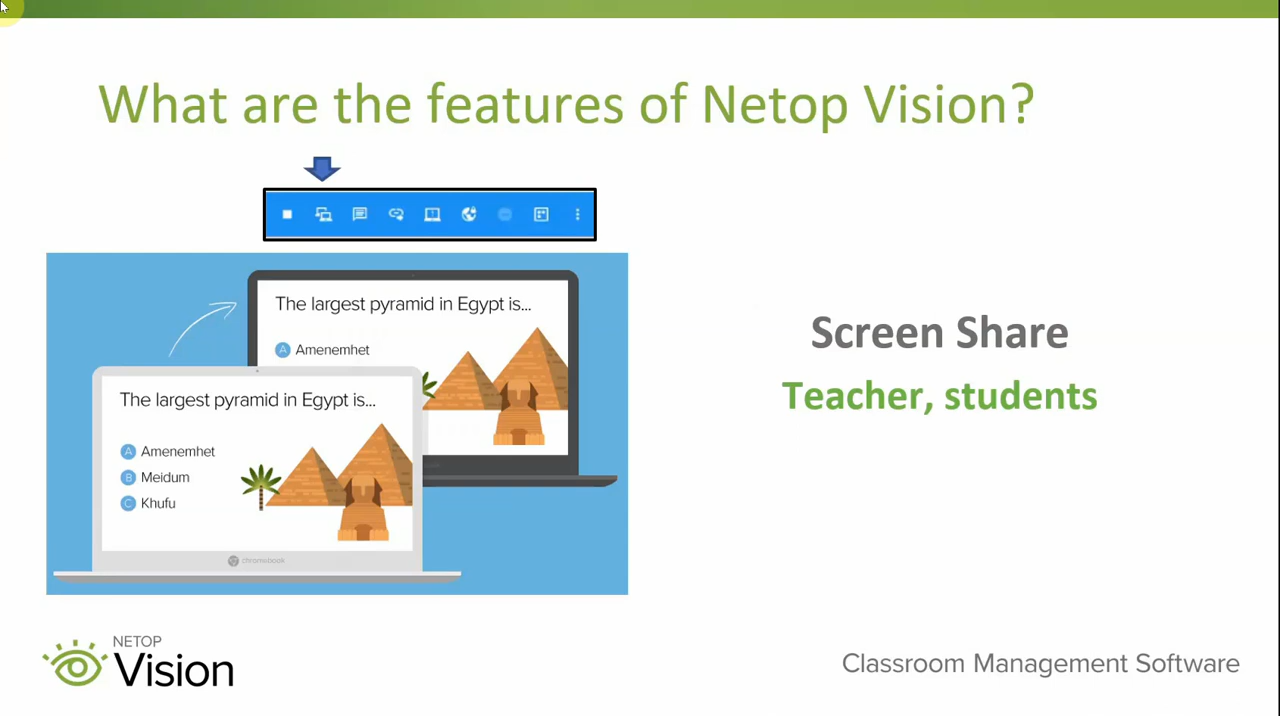 What are the features of Netop Vision?
The largest pyramid in Egypt is...
A Amenemhet
The largest pyramid in Egypt is...
A Amenemhet
B Meidum
C Khufu
chromebook
Screen Share
Teacher, students
NETOP
Vision
Classroom Management Software